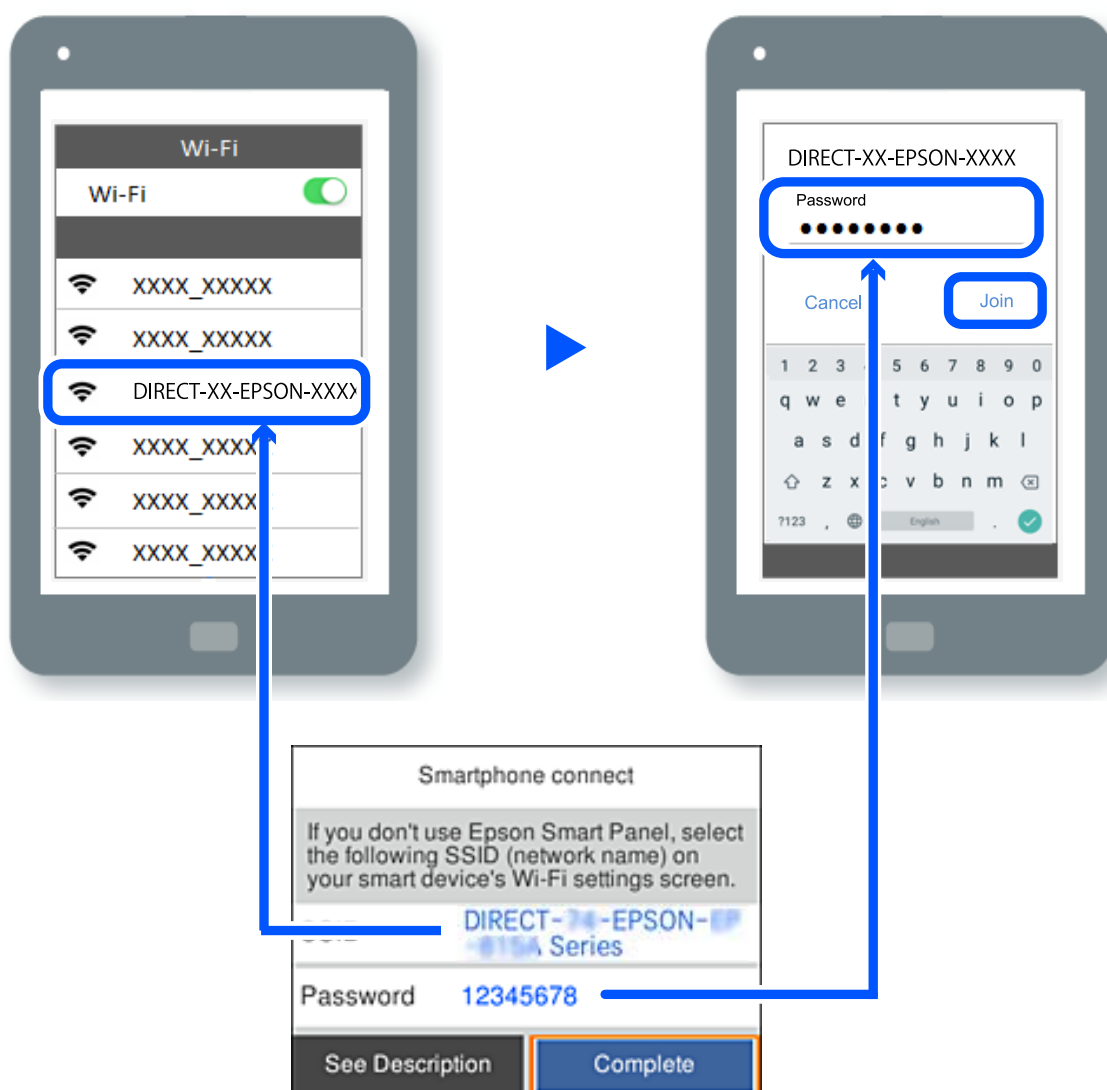 Wi-Fi
Wi-Fi
XXXX_XXXXX
XXXX_XXXXX
DIRECT-XX-EPSON-XXXX
XXXX_XXXX
XXXX_XXXX
XXXX_XXXX
DIRECT-XX-EPSON-XXXX
Password
••••••••
Cancel
Join
1 2 3 5 6 7 8 9 0
q w e t y u i o p
a s d f g h j k l
z x c v b n m
?123 , English .
Smartphone connect
If you don't use Epson Smart Panel, select
the following SSID (network name) on
your smart device's Wi-Fi settings screen.
DIRECT- -EPSON-
Series
Password 12345678
See Description
Complete